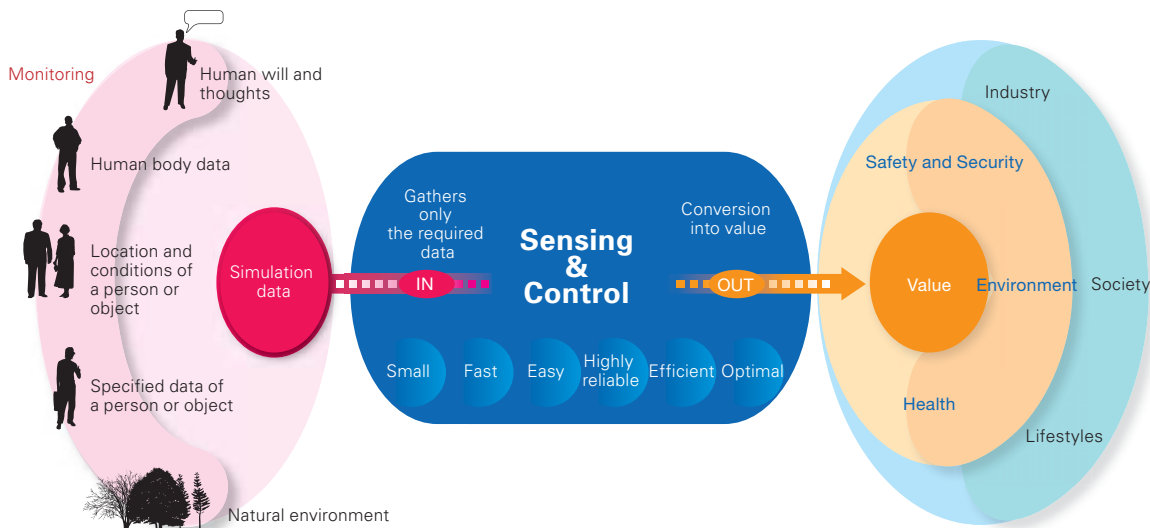 Monitoring
Human will and
thoughts
Human body data
Location and
conditions of
a person or
object
Specified data of
a person or object
Natural environment
Simulation
data
Gathers
only
the required
data
IN
Sensing
&
Control
Conversion
into value
OUT
Small
Fast
Easy
Highly
reliable
Efficient
Optimal
Industry
Safety and Security
Value
Environment
Society
Health
Lifestyles